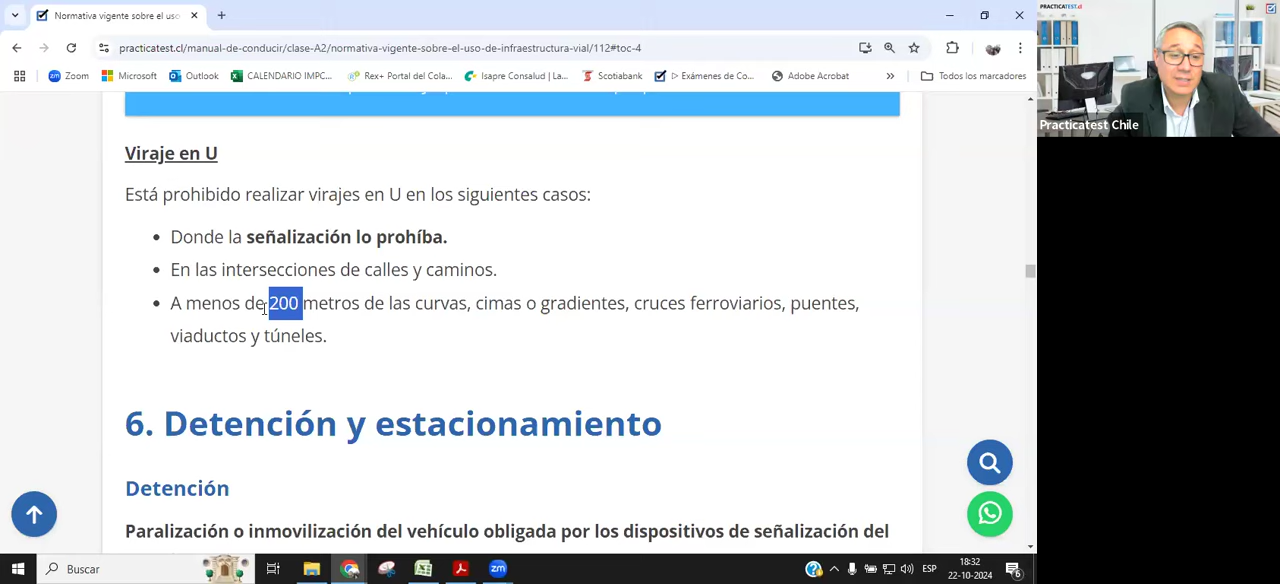 Normativa vigente sobre el uso
practicatest.cl/manual-de-conducir/clase-A2/normativa-vigente-sobre-el-uso-de-infraestructura-vial/112#toc-4
Zoom Microsoft Outlook CALENDARIO IMPC... Rex+ Portal del Cola... Isapre Consalud | La... Scotiabank ▷ Exámenes de Co... Adobe Acrobat » Todos los marcadores
PRACTICATEST.cl
Practicatest Chile
Viraje en U
Está prohibido realizar virajes en U en los siguientes casos:
• Donde la señalización lo prohíba.
• En las intersecciones de calles y caminos.
• A menos de 200 metros de las curvas, cimas o gradientes, cruces ferroviarios, puentes,
viaductos y túneles.
6. Detención y estacionamiento
Detención
Paralización o inmovilización del vehículo obligada por los dispositivos de señalización del
Buscar
ESP
18:32
22-10-2024
6